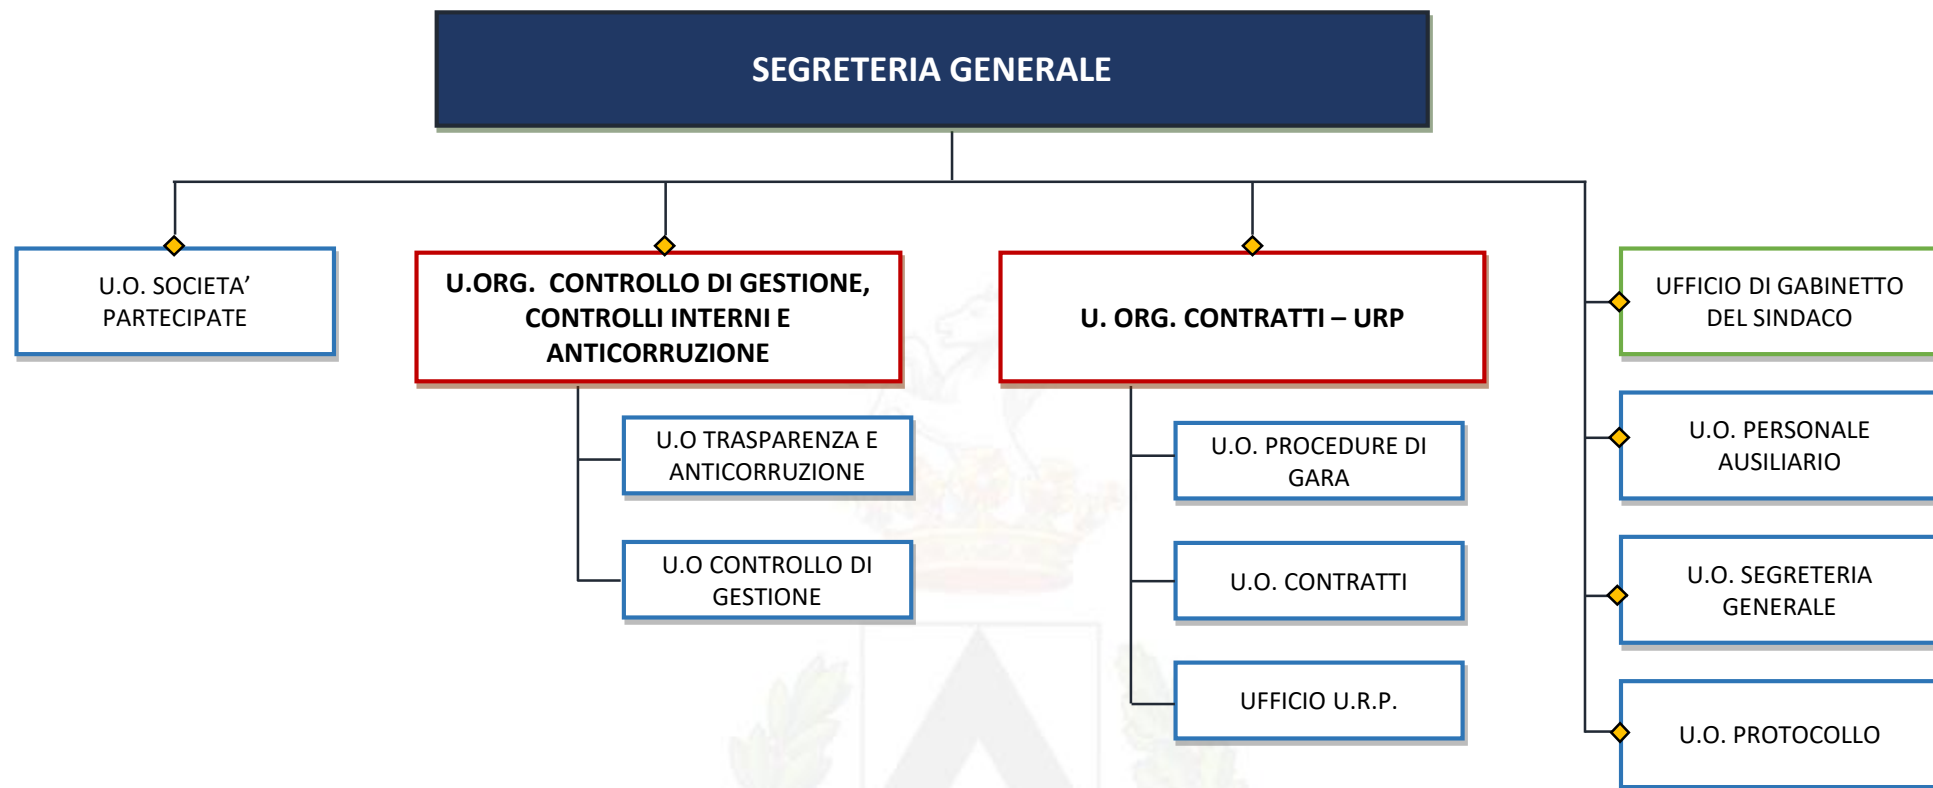 SEGRETERIA GENERALE
U.O. SOCIETA’
PARTECIPATE
U.ORG.  CONTROLLO DI GESTIONE,
CONTROLLI INTERNI E
ANTICORRUZIONE
U.O TRASPARENZA E
ANTICORRUZIONE
U.O CONTROLLO DI
GESTIONE
U. ORG. CONTRATTI – URP
U.O. PROCEDURE DI
GARA
U.O. CONTRATTI
UFFICIO U.R.P.
UFFICIO DI GABINETTO
DEL SINDACO
U.O. PERSONALE
AUSILIARIO
U.O. SEGRETERIA
GENERALE
U.O. PROTOCOLLO